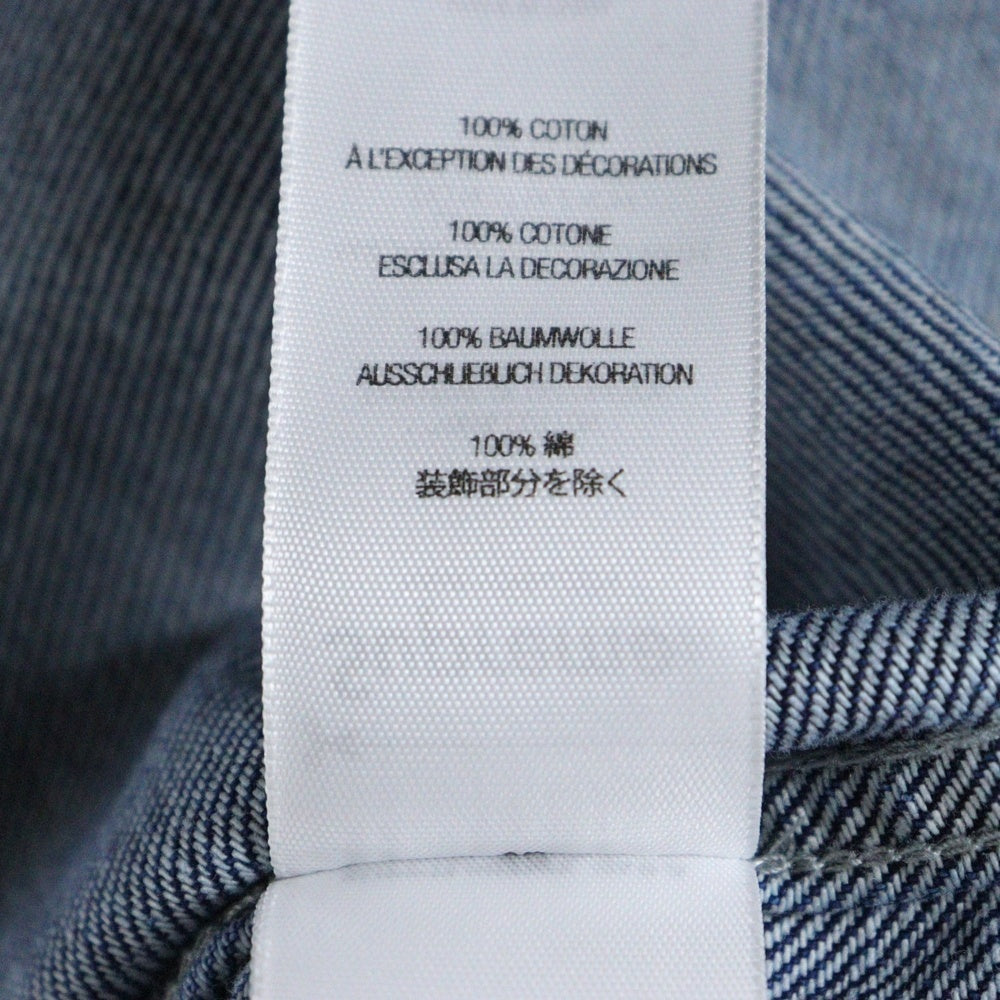 100% COTON
À L'EXCEPTION DES DÉCORATIONS
100% COTONE
ESCLUSA LA DECORAZIONE
100% BAUMWOLLE
AUSSCHLIEßLICH DEKORATION
100% 綿
装飾部分を除く